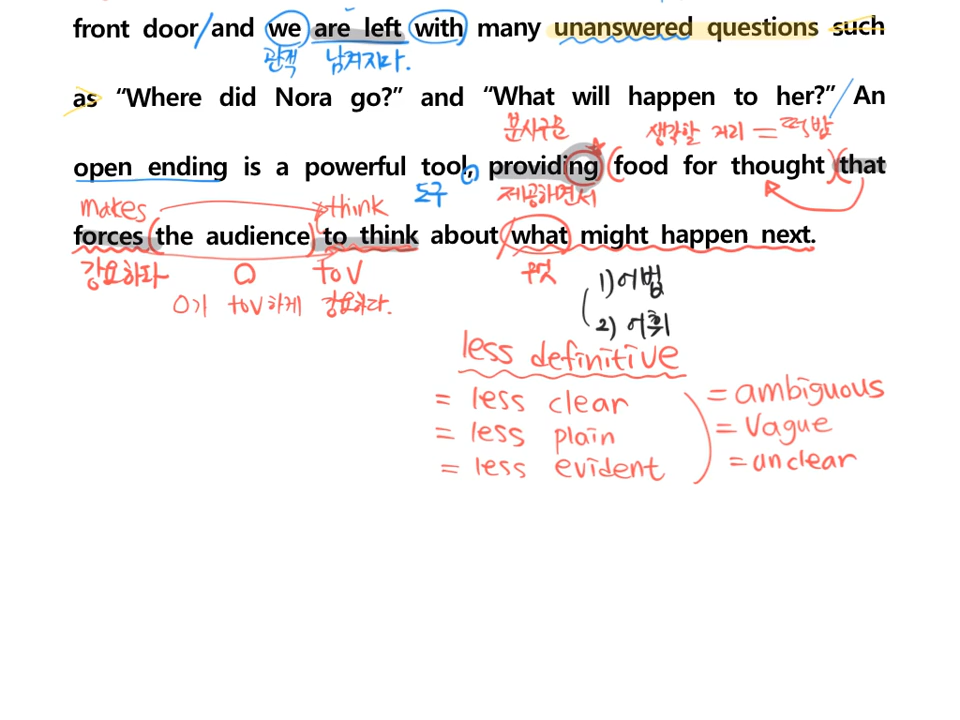 front door / and we are left with many unanswered questions such
관객 남겨지다.
as “Where did Nora go?” and “What will happen to her?” / An
분사구문 생각할 거리 = 떡밥
open ending is a powerful tool, providing (food for thought) (that
도구 제공하면서
makes think
forces (the audience) to think about what might happen next.
강요하다 O toV 무엇
O가 toV하게 강요하다.
1) 어법
2) 어휘
less definitive
= less clear = ambiguous
= less plain = vague
= less evident = unclear